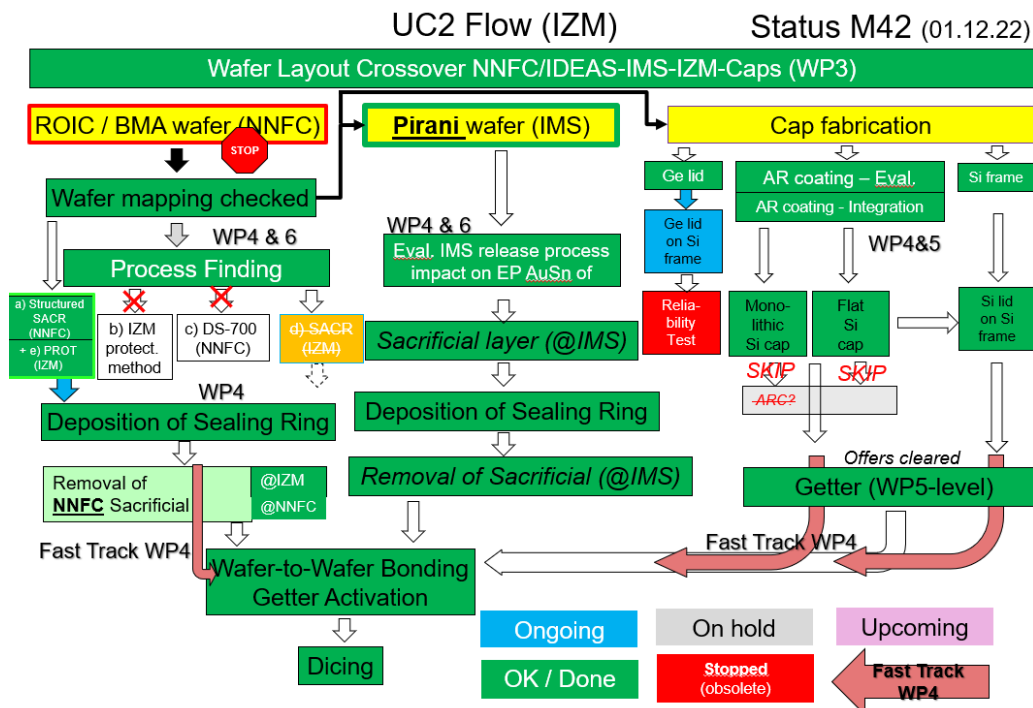 UC2 Flow (IZM)
Status M42 (01.12.22)
Wafer Layout Crossover NNFC/IDEAS-IMS-IZM-Caps (WP3)
ROIC / BMA wafer (NNFC)
STOP
Pirani wafer (IMS)
Cap fabrication
Wafer mapping checked
Ge lid
AR coating – Eval.
AR coating - Integration
Si frame
WP4 & 6
Process Finding
WP4 & 6
Eval. IMS release process
impact on EP AuSn of
Ge lid
on Si
frame
WP4&5
a) Structured
SACR
(NNFC)
+ e) PROT
(IZM)
b) IZM
protect.
method
c) DS-700
(NNFC)
d) SACR
(IZM)
Sacrificial layer (@IMS)
Relia-
bility
Test
Mono-
lithic
Si cap
Flat
Si
cap
Si lid
on Si
frame
SKIP
SKIP
ARC?
WP4
Deposition of Sealing Ring
Deposition of Sealing Ring
Removal of
NNFC Sacrificial
@IZM
@NNFC
Removal of Sacrificial (@IMS)
Offers cleared
Getter (WP5-level)
Fast Track WP4
Fast Track WP4
Wafer-to-Wafer Bonding
Getter Activation
Dicing
Ongoing
On hold
Upcoming
OK / Done
Stopped
(obsolete)
Fast Track
WP4